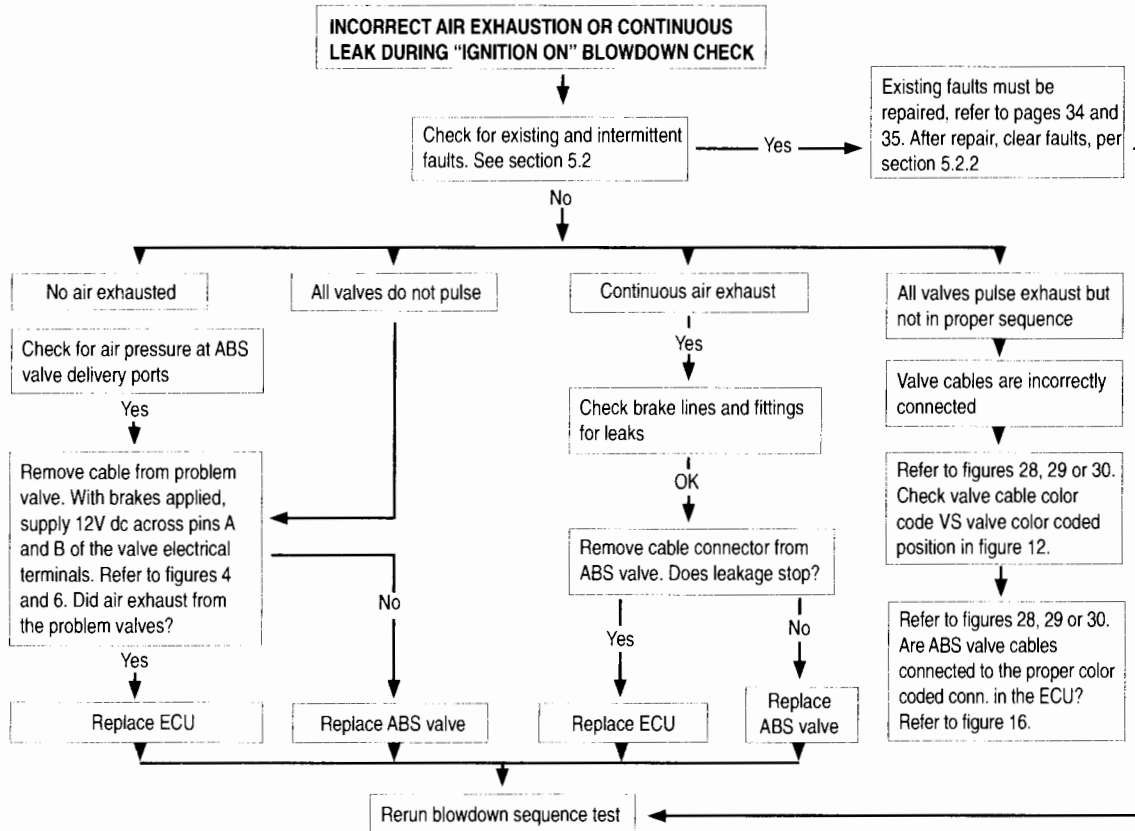 INCORRECT AIR EXHAUSTION OR CONTINUOUS
LEAK DURING “IGNITION ON” BLOWDOWN CHECK
Check for existing and intermittent
faults. See section 5.2
Yes
Existing faults must be
repaired, refer to pages 34 and
35. After repair, clear faults, per
section 5.2.2
No
No air exhausted
Check for air pressure at ABS
valve delivery ports
Yes
Remove cable from problem
valve. With brakes applied,
supply 12V dc across pins A
and B of the valve electrical
terminals. Refer to figures 4
and 6. Did air exhaust from
the problem valves?
Yes
Replace ECU
All valves do not pulse
No
Replace ABS valve
Continuous air exhaust
Yes
Check brake lines and fittings
for leaks
OK
Remove cable connector from
ABS valve. Does leakage stop?
Yes
Replace ECU
No
Replace
ABS valve
All valves pulse exhaust but
not in proper sequence
Valve cables are incorrectly
connected
Refer to figures 28, 29 or 30.
Check valve cable color
code VS valve color coded
position in figure 12.
Refer to figures 28, 29 or 30.
Are ABS valve cables
connected to the proper color
coded conn. in the ECU?
Refer to figure 16.
Rerun blowdown sequence test